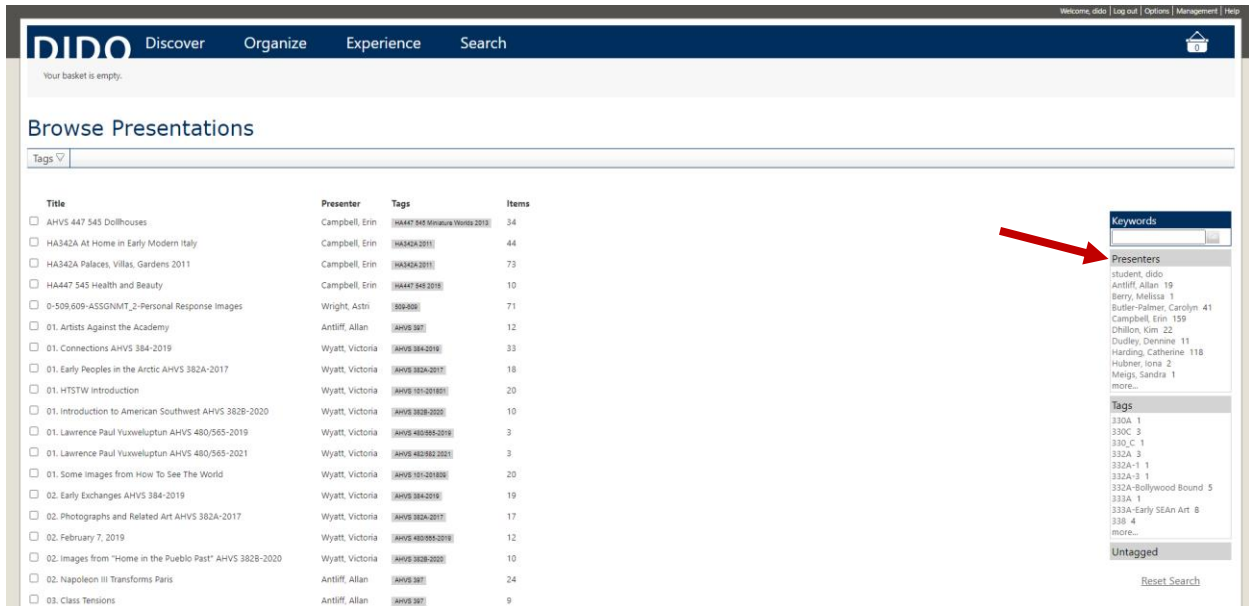 Welcome, dido | Log out | Options | Management | Help
DIDO Discover Organize Experience Search
0
Your basket is empty.
Browse Presentations
Tags ▽
Title Presenter Tags Items
AHVS 447 545 Dollhouses Campbell, Erin HA447 545 Miniature Worlds 2013 34
HA342A At Home in Early Modern Italy Campbell, Erin HA342A 2011 44
HA342A Palaces, Villas, Gardens 2011 Campbell, Erin HA342A 2011 73
HA447 545 Health and Beauty Campbell, Erin HA447 545 2015 10
0-509,609-ASSGNMT_2-Personal Response Images Wright, Astri 509-609 71
01. Artists Against the Academy Antliff, Allan AHVS 397 12
01. Connections AHVS 384-2019 Wyatt, Victoria AHVS 384-2019 33
01. Early Peoples in the Arctic AHVS 382A-2017 Wyatt, Victoria AHVS 382A-2017 18
01. HTSTW Introduction Wyatt, Victoria AHVS 101-201801 20
01. Introduction to American Southwest AHVS 382B-2020 Wyatt, Victoria AHVS 382B-2020 10
01. Lawrence Paul Yuxweluptun AHVS 480/565-2019 Wyatt, Victoria AHVS 480/565-2019 3
01. Lawrence Paul Yuxweluptun AHVS 480/565-2021 Wyatt, Victoria AHVS 482/582 2021 3
01. Some Images from How To See The World Wyatt, Victoria AHVS 101-201809 20
02. Early Exchanges AHVS 384-2019 Wyatt, Victoria AHVS 384-2019 19
02. Photographs and Related Art AHVS 382A-2017 Wyatt, Victoria AHVS 382A-2017 17
02. February 7, 2019 Wyatt, Victoria AHVS 480/565-2019 12
02. Images from "Home in the Pueblo Past" AHVS 382B-2020 Wyatt, Victoria AHVS 382B-2020 10
02. Napoleon III Transforms Paris Antliff, Allan AHVS 397 24
03. Class Tensions Antliff, Allan AHVS 397 9
Keywords
Presenters
student, dido
Antliff, Allan 19
Berry, Melissa 1
Butler-Palmer, Carolyn 41
Campbell, Erin 159
Dhillon, Kim 22
Dudley, Dennine 11
Harding, Catherine 118
Hubner, Iona 2
Meigs, Sandra 1
more...
Tags
330A 1
330C 3
330_C 1
332A 3
332A-1 1
332A-3 1
332A-Bollywood Bound 5
333A 1
333A-Early SEAn Art 8
338 4
more...
Untagged
Reset Search